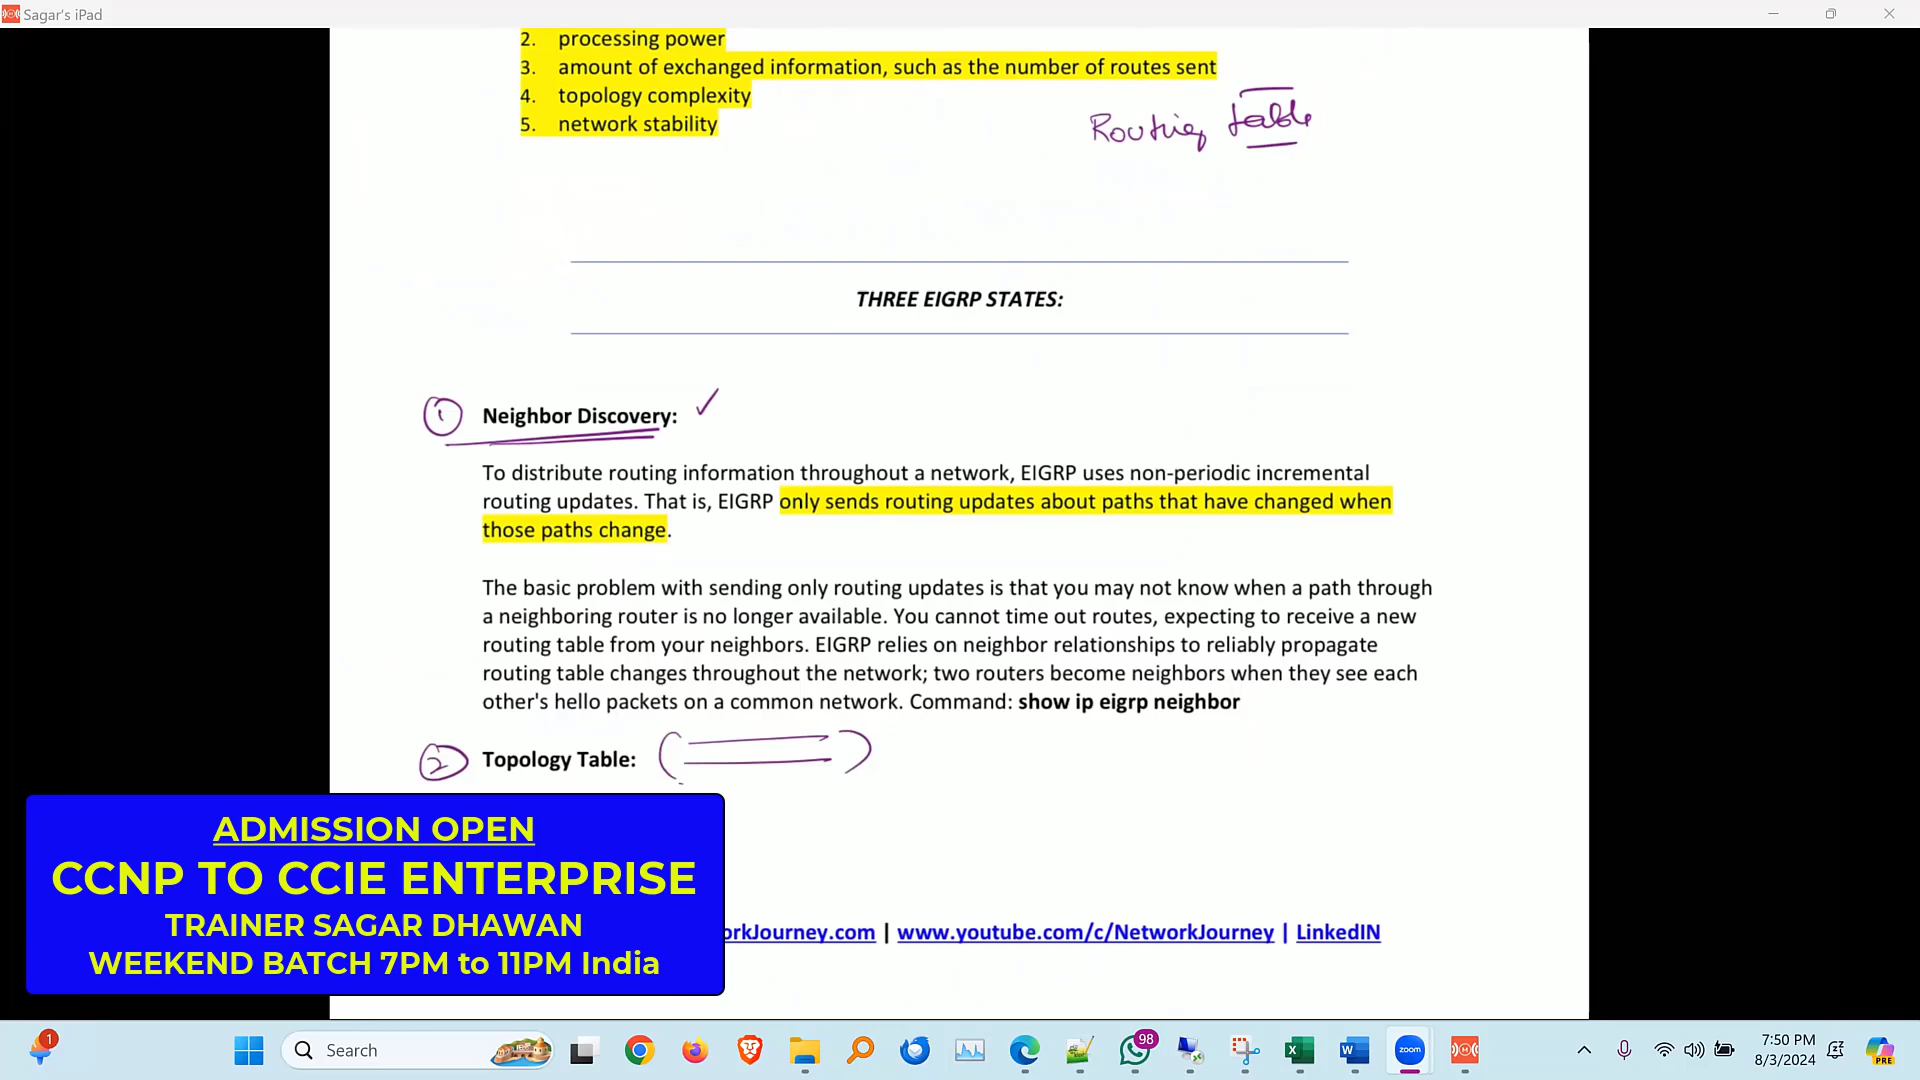 Sagar's iPad
2. processing power
3. amount of exchanged information, such as the number of routes sent
4. topology complexity
5. network stability
Routing table
THREE EIGRP STATES:
1 Neighbor Discovery:
To distribute routing information throughout a network, EIGRP uses non-periodic incremental
routing updates. That is, EIGRP only sends routing updates about paths that have changed when
those paths change.
The basic problem with sending only routing updates is that you may not know when a path through
a neighboring router is no longer available. You cannot time out routes, expecting to receive a new
routing table from your neighbors. EIGRP relies on neighbor relationships to reliably propagate
routing table changes throughout the network; two routers become neighbors when they see each
other's hello packets on a common network. Command: show ip eigrp neighbor
2 Topology Table:
ADMISSION OPEN
CCNP TO CCIE ENTERPRISE
TRAINER SAGAR DHAWAN
WEEKEND BATCH 7PM to 11PM India
orkJourney.com | www.youtube.com/c/NetworkJourney | LinkedIN
1
Search
98
zoom
7:50 PM
8/3/2024
PRE